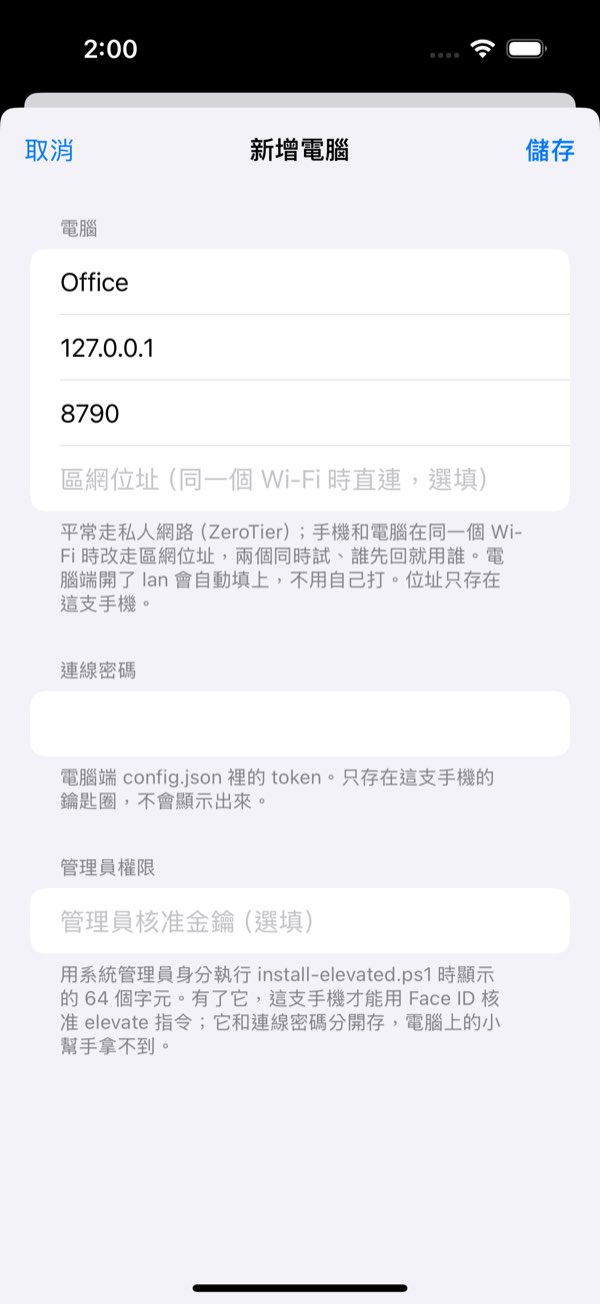 2:00
取消
新增電腦
儲存
電腦
Office
127.0.0.1
8790
區網位址（同一個 Wi-Fi 時直連，選填）
平常走私人網路（ZeroTier）；手機和電腦在同一個 Wi-
Fi 時改走區網位址，兩個同時試、誰先回就用誰。電
腦端開了 lan 會自動填上，不用自己打。位址只存在
這支手機。
連線密碼
電腦端 config.json 裡的 token。只存在這支手機的
鑰匙圈，不會顯示出來。
管理員權限
管理員核准金鑰（選填）
用系統管理員身分執行 install-elevated.ps1 時顯示
的 64 個字元。有了它，這支手機才能用 Face ID 核
准 elevate 指令；它和連線密碼分開存，電腦上的小
幫手拿不到。